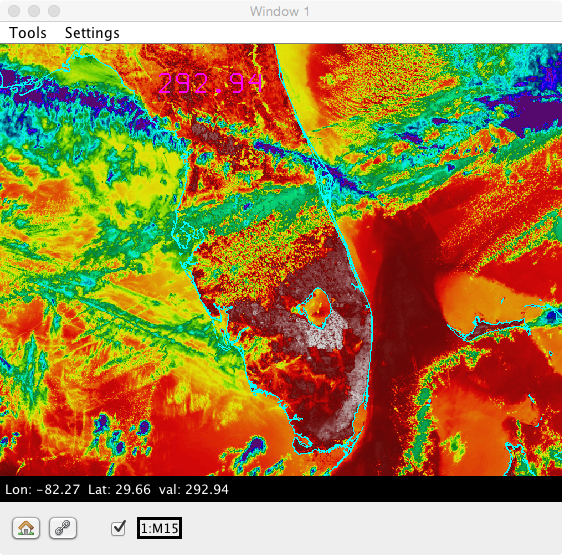 Window 1
Tools Settings
292.94
Lon: -82.27 Lat: 29.66 val: 292.94
1:M15